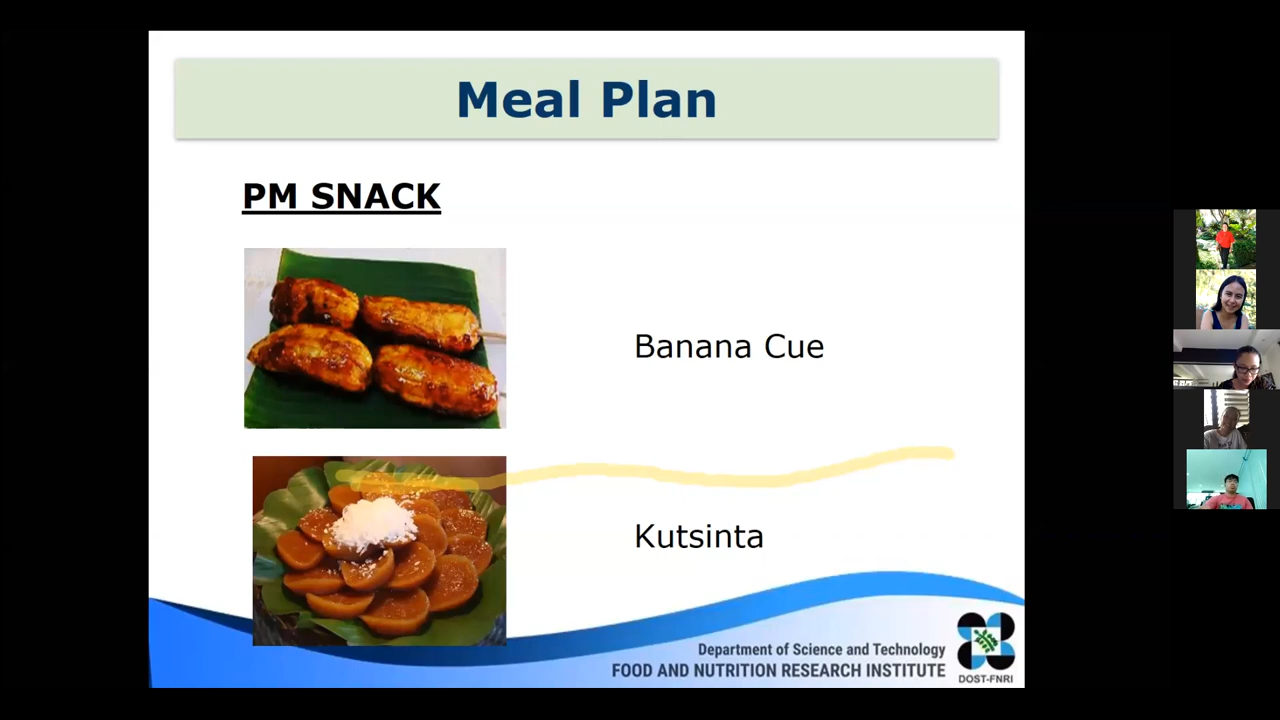 Meal Plan
PM SNACK
Banana Cue
Kutsinta
Department of Science and Technology
FOOD AND NUTRITION RESEARCH INSTITUTE
DOST-FNRI